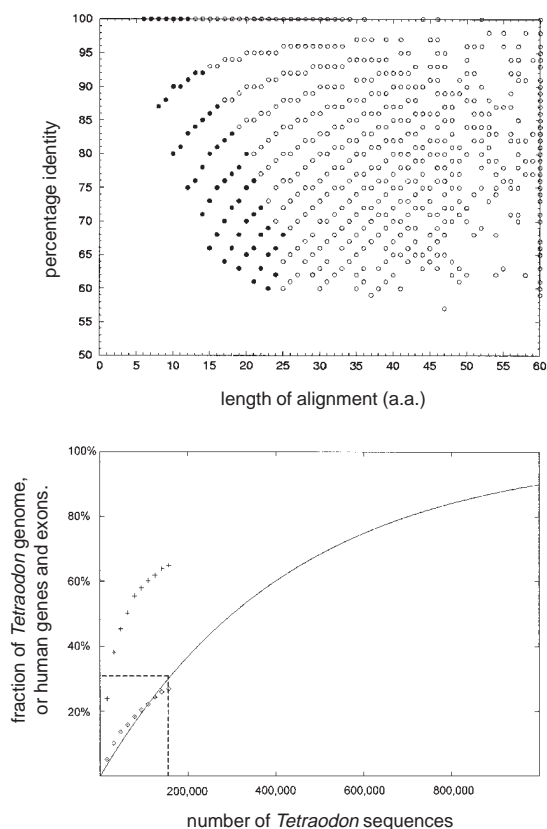 100
95
90
85
80
75
70
65
60
55
50
percentage identity
0 5 10 15 20 25 30 35 40 45 50 55 60
length of alignment (a.a.)
100%
80%
60%
40%
20%
fraction of Tetraodon genome,
or human genes and exons.
200,000 400,000 600,000 800,000
number of Tetraodon sequences